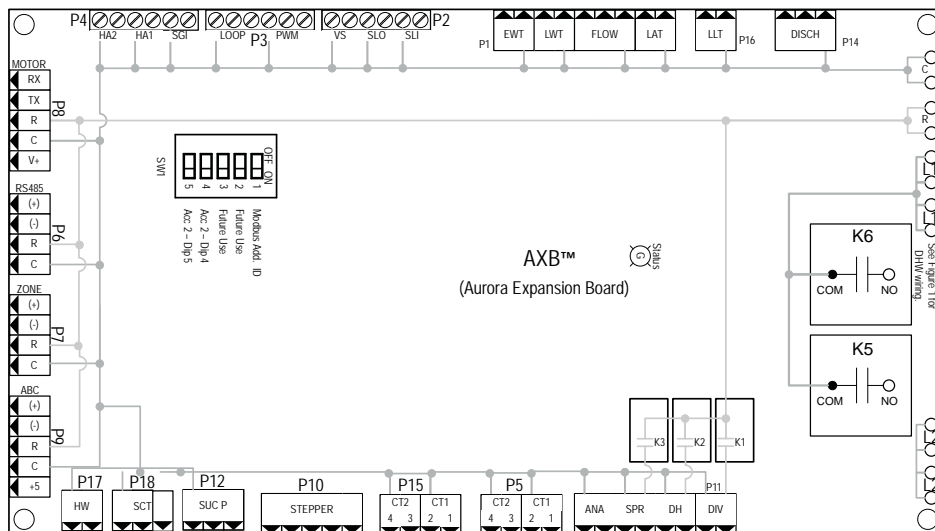 P4
HA2 HA1 SGI
LOOP PWM
P3
VS SLO SLI
P2
P1
EWT LWT FLOW LAT
LLT
P16
DISCH
P14
C
R
L1
L1
See Figure 1 for
DHW wiring.
L2
L2
MOTOR
RX
TX
R
C
V+
P8
RS485
(+)
(-)
R
C
P6
ZONE
(+)
(-)
R
C
P7
ABC
(+)
(-)
R
C
+5
P9
SW1
OFF ON
5 4 3 2 1
Acc 2 – Dip 5
Acc 2 – Dip 4
Future Use
Future Use
Modbus Add. ID
AXB™
(Aurora Expansion Board)
G
Status
K6
COM NO
K5
COM NO
K3 K2 K1
P17
HW
P18
SCT
P12
SUC P
P10
STEPPER
P15
CT2 CT1
4 3 2 1
P5
CT2 CT1
4 3 2 1
P11
ANA SPR DH DIV